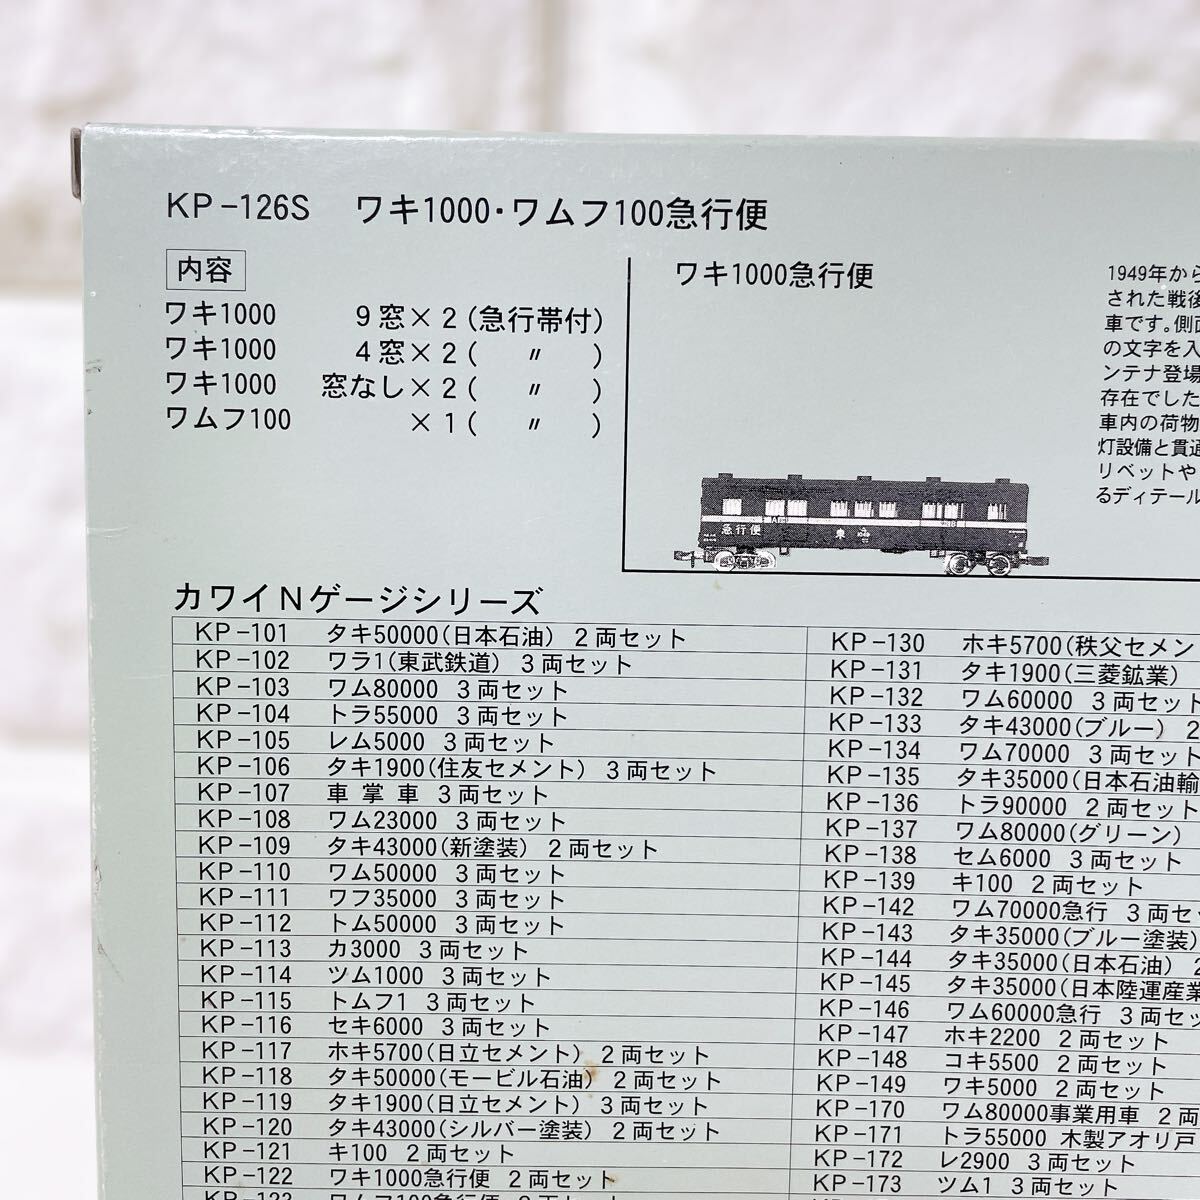 KP-126S ワキ1000・ワムフ100急行便
内容
ワキ1000 9窓×2(急行帯付)
ワキ1000 4窓×2( 〃 )
ワキ1000 窓なし×2( 〃 )
ワムフ100 ×1( 〃 )
ワキ1000急行便
1949年から
された戦後
車です。側面
の文字を入
ンテナ登場
存在でした
車内の荷物
灯設備と貫通
リベットや
るディテール
急行便
東
カワイNゲージシリーズ
KP-101 タキ50000(日本石油) 2両セット
KP-102 ワラ1(東武鉄道) 3両セット
KP-103 ワム80000 3両セット
KP-104 トラ55000 3両セット
KP-105 レム5000 3両セット
KP-106 タキ1900(住友セメント) 3両セット
KP-107 車掌車 3両セット
KP-108 ワム23000 3両セット
KP-109 タキ43000(新塗装) 2両セット
KP-110 ワム50000 3両セット
KP-111 ワフ35000 3両セット
KP-112 トム50000 3両セット
KP-113 カ3000 3両セット
KP-114 ツム1000 3両セット
KP-115 トムフ1 3両セット
KP-116 セキ6000 3両セット
KP-117 ホキ5700(日立セメント) 2両セット
KP-118 タキ50000(モービル石油) 2両セット
KP-119 タキ1900(日立セメント) 3両セット
KP-120 タキ43000(シルバー塗装) 2両セット
KP-121 キ100 2両セット
KP-122 ワキ1000急行便 2両セット
KP-130 ホキ5700(秩父セメン
KP-131 タキ1900(三菱鉱業)
KP-132 ワム60000 3両セット
KP-133 タキ43000(ブルー) 2
KP-134 ワム70000 3両セット
KP-135 タキ35000(日本石油輸
KP-136 トラ90000 2両セット
KP-137 ワム80000(グリーン)
KP-138 セム6000 3両セット
KP-139 キ100 2両セット
KP-142 ワム70000急行 3両セッ
KP-143 タキ35000(ブルー塗装)
KP-144 タキ35000(日本石油) 2
KP-145 タキ35000(日本陸運産業
KP-146 ワム60000急行 3両セッ
KP-147 ホキ2200 2両セット
KP-148 コキ5500 2両セット
KP-149 ワキ5000 2両セット
KP-170 ワム80000事業用車 2両
KP-171 トラ55000 木製アオリ戸
KP-172 レ2900 3両セット
KP-173 ツム1 3両セット